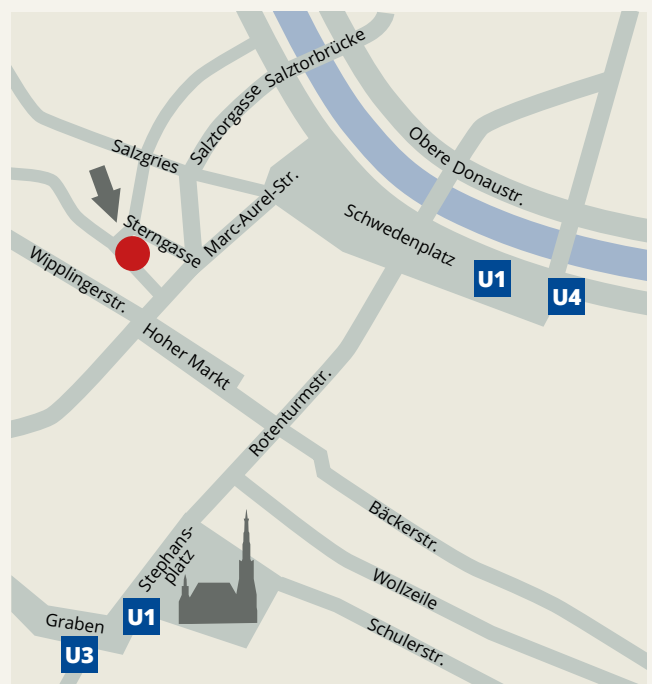 Salztorbrücke
Salztorgasse
Salzgries
Obere Donaustr.
Marc-Aurel-Str.
Sterngasse
Schwedenplatz
Wipplingerstr.
U1
U4
Hoher Markt
Rotenturmstr.
Bäckerstr.
Stephans-
platz
Wollzeile
U1
Graben
Schulerstr.
U3